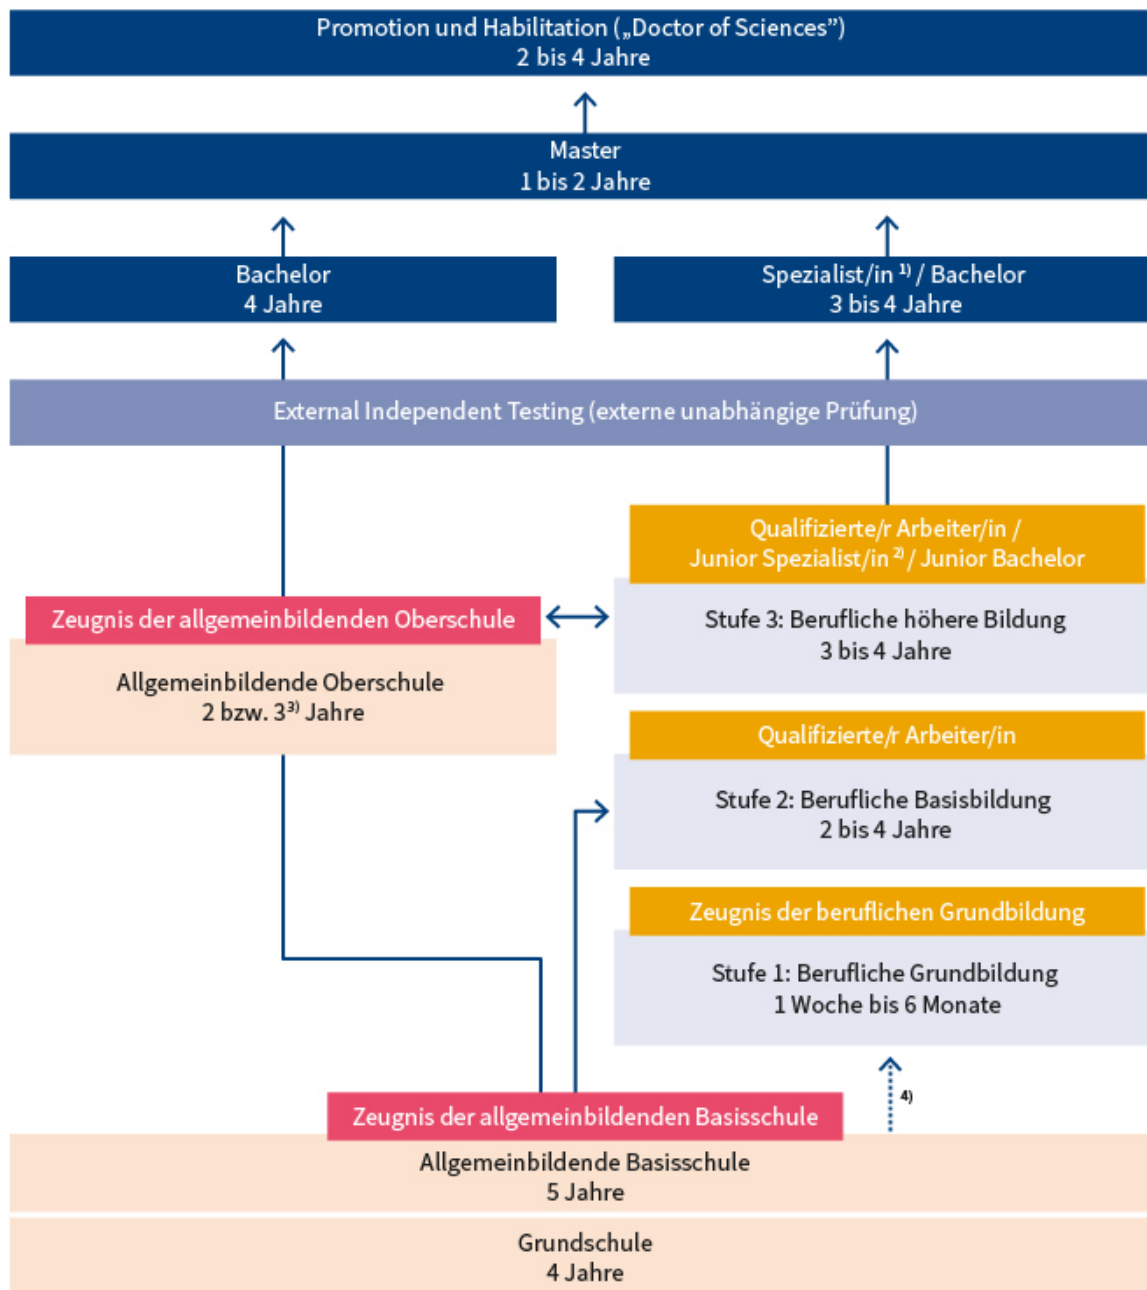 Promotion und Habilitation („Doctor of Sciences”)
2 bis 4 Jahre
Master
1 bis 2 Jahre
Bachelor
4 Jahre
Spezialist/in ¹⁾ / Bachelor
3 bis 4 Jahre
External Independent Testing (externe unabhängige Prüfung)
Qualifizierte/r Arbeiter/in /
Junior Spezialist/in ²⁾ / Junior Bachelor
Zeugnis der allgemeinbildenden Oberschule
Stufe 3: Berufliche höhere Bildung
3 bis 4 Jahre
Allgemeinbildende Oberschule
2 bzw. 3³⁾ Jahre
Qualifizierte/r Arbeiter/in
Stufe 2: Berufliche Basisbildung
2 bis 4 Jahre
Zeugnis der beruflichen Grundbildung
Stufe 1: Berufliche Grundbildung
1 Woche bis 6 Monate
4)
Zeugnis der allgemeinbildenden Basisschule
Allgemeinbildende Basisschule
5 Jahre
Grundschule
4 Jahre